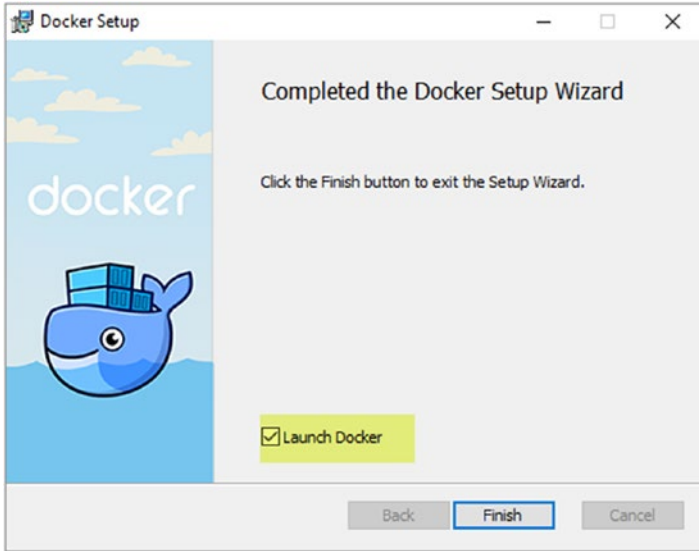 Docker Setup
Completed the Docker Setup Wizard
Click the Finish button to exit the Setup Wizard.
docker
Launch Docker
Back
Finish
Cancel